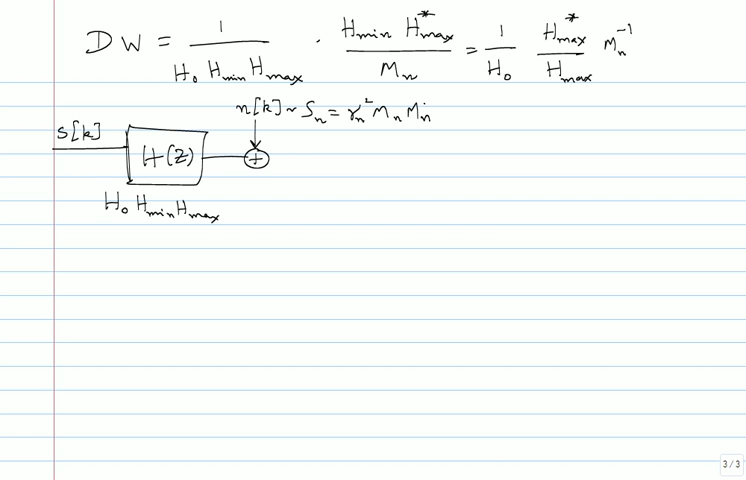 DW = 1 / (H₀ H_min H_max) · H_min H*_max / M_n = 1 / H₀ H*_max / H_max M_n⁻¹
n[k] ~ S_n = γ_n² M_n M_n*
s[k]
H(Z)
+
H₀ H_min H_max
3 / 3